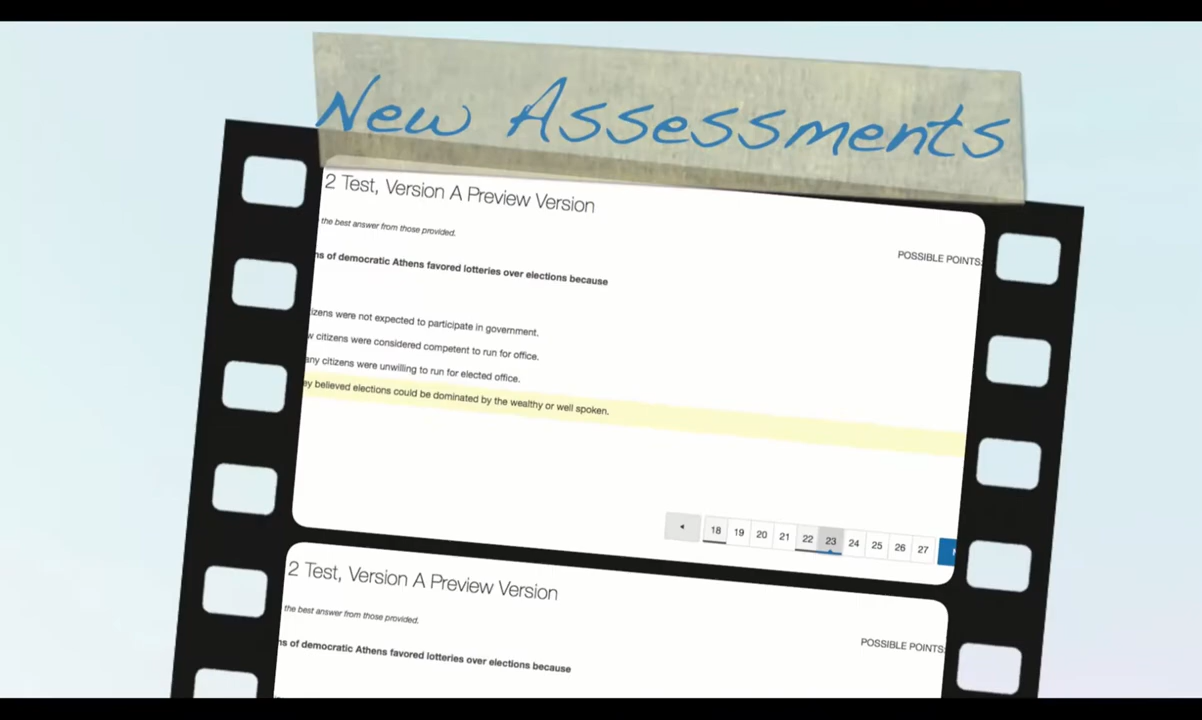 New Assessments
2 Test, Version A Preview Version
the best answer from those provided.
POSSIBLE POINTS:
of democratic Athens favored lotteries over elections because
were not expected to participate in government.
citizens were considered competent to run for office.
citizens were unwilling to run for elected office.
believed elections could be dominated by the wealthy or well spoken.
18 19 20 21 22 23 24 25 26 27
2 Test, Version A Preview Version
the best answer from those provided.
POSSIBLE POINTS:
of democratic Athens favored lotteries over elections because